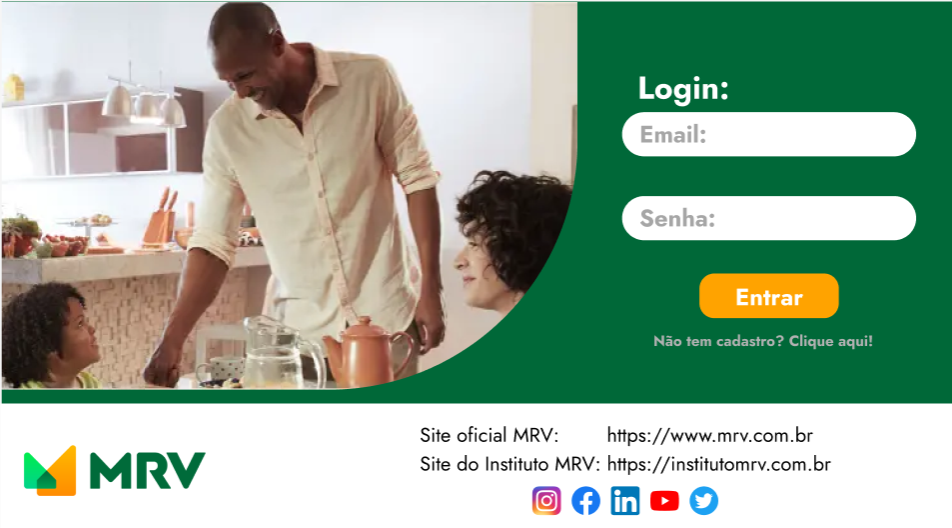 Login:
Email:
Senha:
Entrar
Não tem cadastro? Clique aqui!
MRV
Site oficial MRV: https://www.mrv.com.br
Site do Instituto MRV: https://institutomrv.com.br